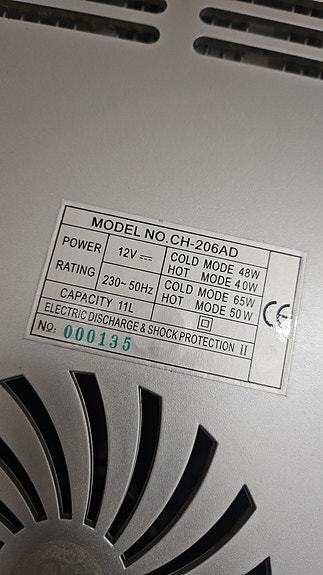 MODEL NO.CH-206AD
POWER RATING
12V⎓
COLD MODE 48W
HOT MODE 40W
230~50Hz
COLD MODE 65W
HOT MODE 50W
CAPACITY 11L
ELECTRIC DISCHARGE & SHOCK PROTECTION II
№: 000135
CE